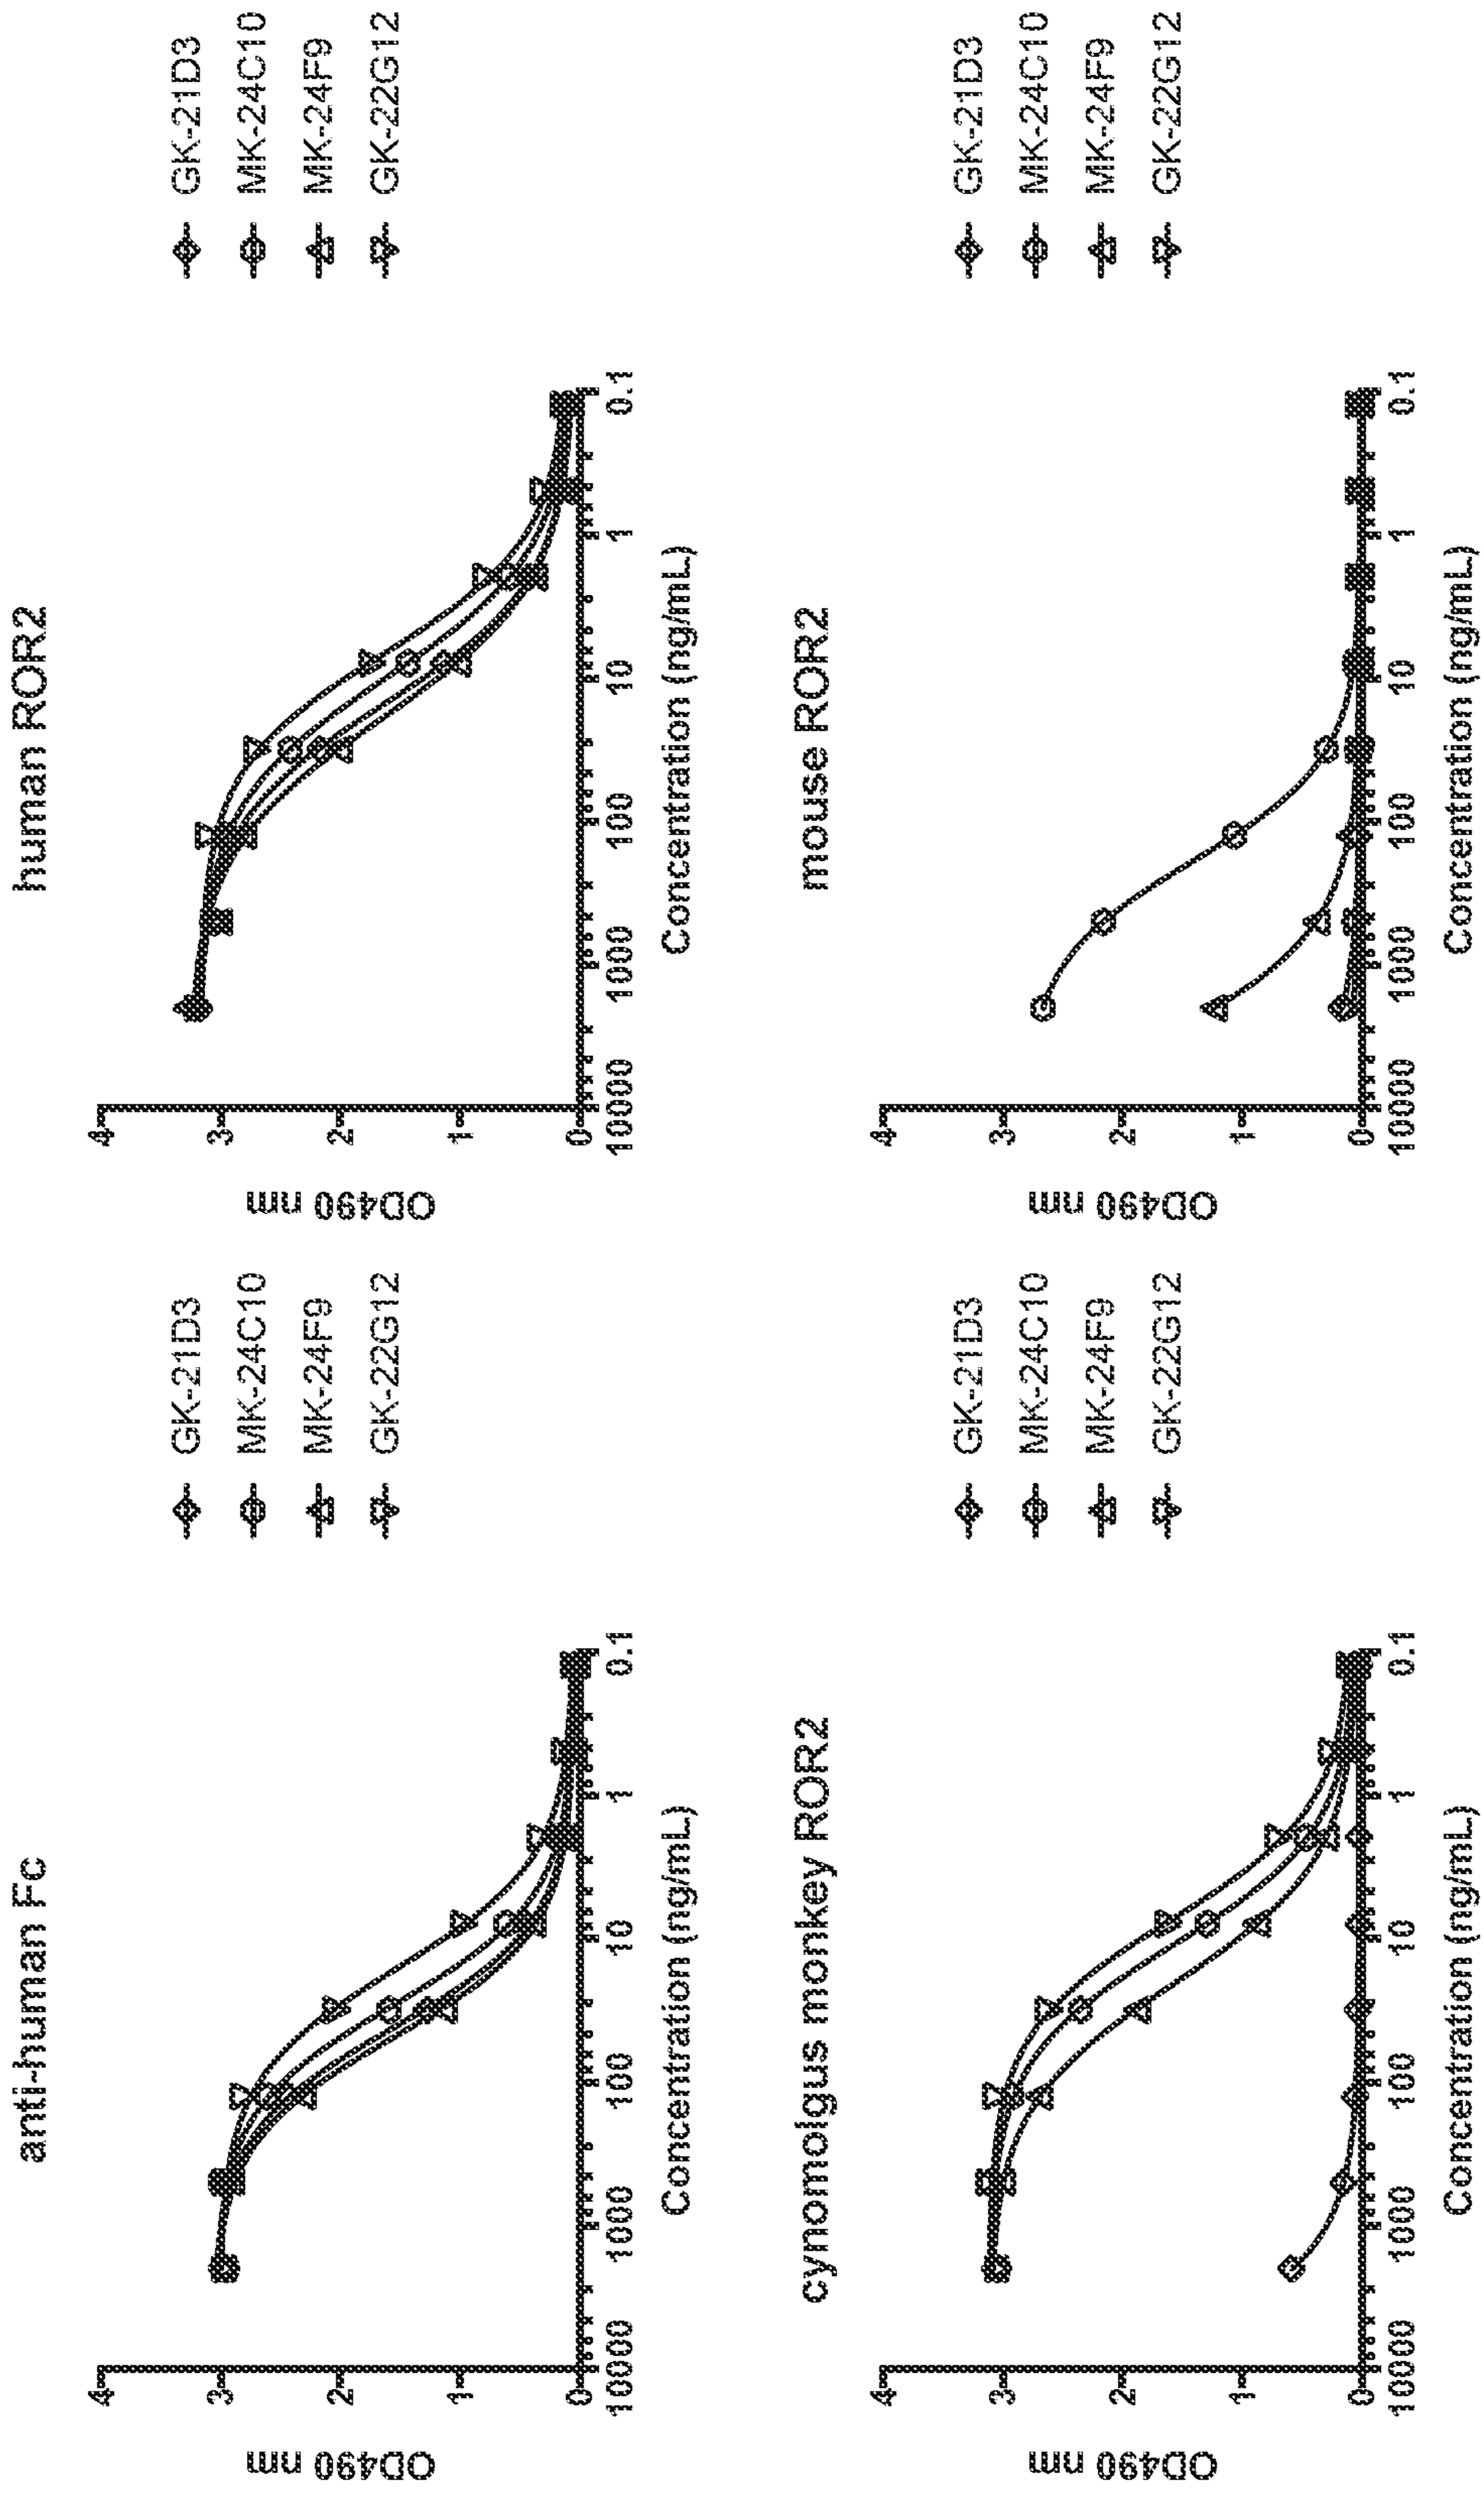 anti-human Fc
OD490 nm
4
3
2
1
0
10000 1000 100 10 1 0.1
Concentration (ng/mL)
GK-21D3
MK-24C10
MK-24F9
GK-22G12
human ROR2
OD490 nm
4
3
2
1
0
10000 1000 100 10 1 0.1
Concentration (ng/mL)
GK-21D3
MK-24C10
MK-24F9
GK-22G12
cynomolgus monkey ROR2
OD490 nm
4
3
2
1
0
10000 1000 100 10 1 0.1
Concentration (ng/mL)
GK-21D3
MK-24C10
MK-24F9
GK-22G12
mouse ROR2
OD490 nm
4
3
2
1
0
10000 1000 100 10 1 0.1
Concentration (ng/mL)
GK-21D3
MK-24C10
MK-24F9
GK-22G12